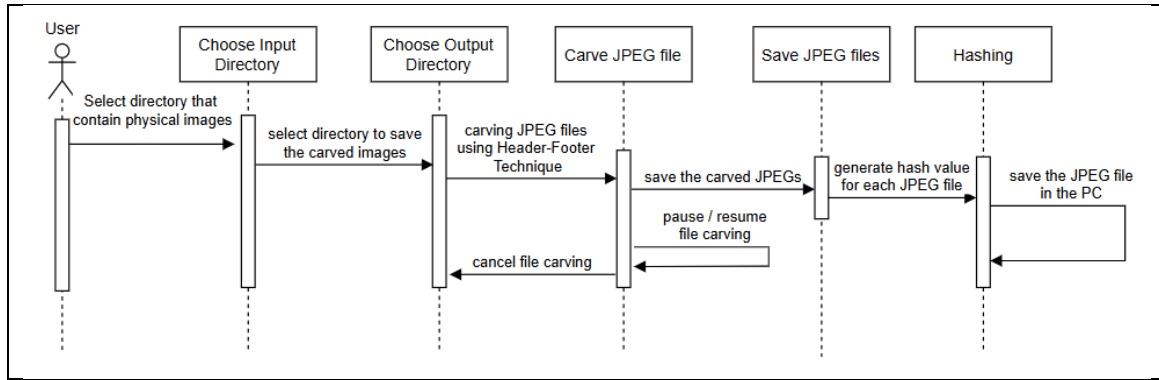 User
Choose Input
Directory
Choose Output
Directory
Carve JPEG file
Save JPEG files
Hashing
Select directory that
contain physical images
select directory to save
the carved images
carving JPEG files
using Header-Footer
Technique
save the carved JPEGs
generate hash value
for each JPEG file
save the JPEG file
in the PC
pause / resume
file carving
cancel file carving